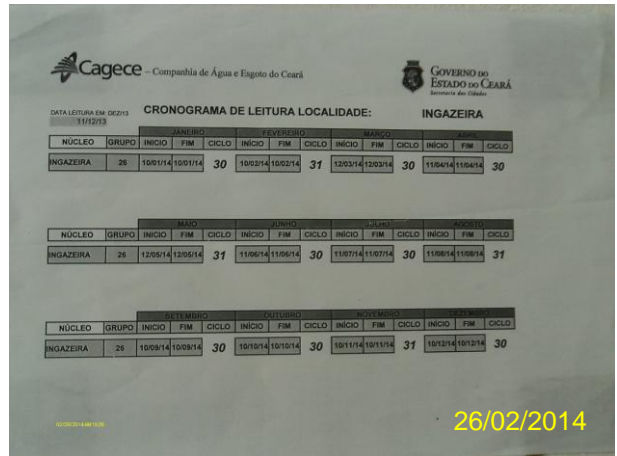 Cagece – Companhia de Água e Esgoto do Ceará
GOVERNO DO
ESTADO DO CEARÁ
Secretaria das Cidades
DATA LEITURA EM: DEZ/13
11/12/13
CRONOGRAMA DE LEITURA LOCALIDADE: INGAZEIRA
JANEIRO FEVEREIRO MARÇO ABRIL
NÚCLEO GRUPO INICIO FIM CICLO INÍCIO FIM CICLO INÍCIO FIM CICLO INÍCIO FIM CICLO
INGAZEIRA 26 10/01/14 10/01/14 30 10/02/14 10/02/14 31 12/03/14 12/03/14 30 11/04/14 11/04/14 30
MAIO JUNHO JULHO AGOSTO
NÚCLEO GRUPO INICIO FIM CICLO INÍCIO FIM CICLO INÍCIO FIM CICLO INÍCIO FIM CICLO
INGAZEIRA 26 12/05/14 12/05/14 31 11/06/14 11/06/14 30 11/07/14 11/07/14 30 11/08/14 11/08/14 31
SETEMBRO OUTUBRO NOVEMBRO DEZEMBRO
NÚCLEO GRUPO INICIO FIM CICLO INÍCIO FIM CICLO INÍCIO FIM CICLO INÍCIO FIM CICLO
INGAZEIRA 26 10/09/14 10/09/14 30 10/10/14 10/10/14 30 10/11/14 10/11/14 31 10/12/14 10/12/14 30
26/02/2014